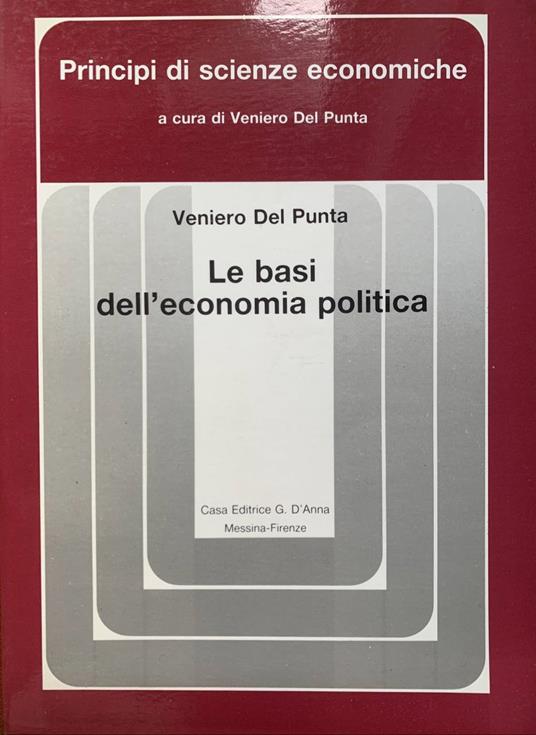 Principi di scienze economiche
a cura di Veniero Del Punta
Veniero Del Punta
Le basi
dell'economia politica
Casa Editrice G. D'Anna
Messina-Firenze